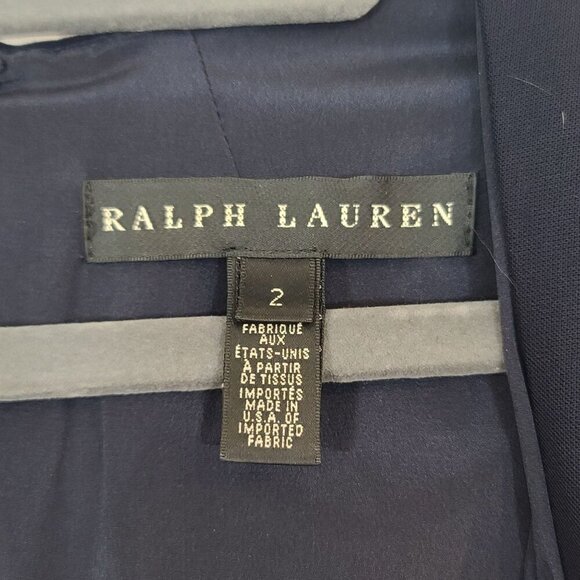 RALPH LAUREN
2
FABRIQUÉ
AUX
ÉTATS-UNIS
À PARTIR
DE TISSUS
IMPORTÉS
MADE IN
U.S.A. OF
IMPORTED
FABRIC